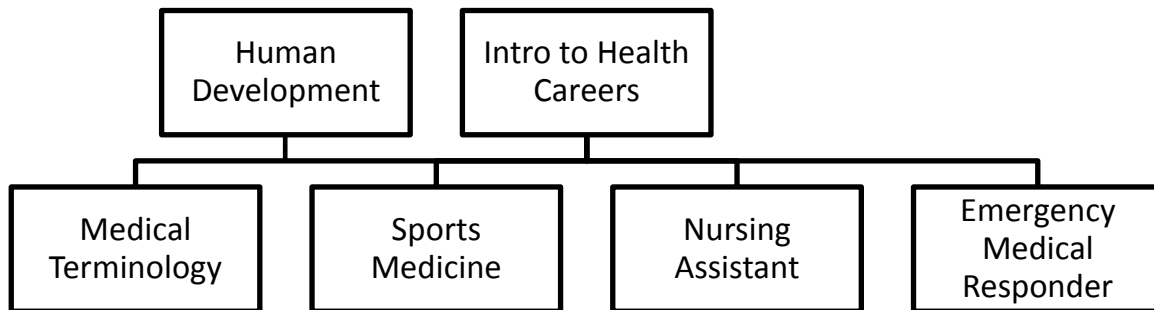 Human
Development
Intro to Health
Careers
Medical
Terminology
Sports
Medicine
Nursing
Assistant
Emergency
Medical
Responder